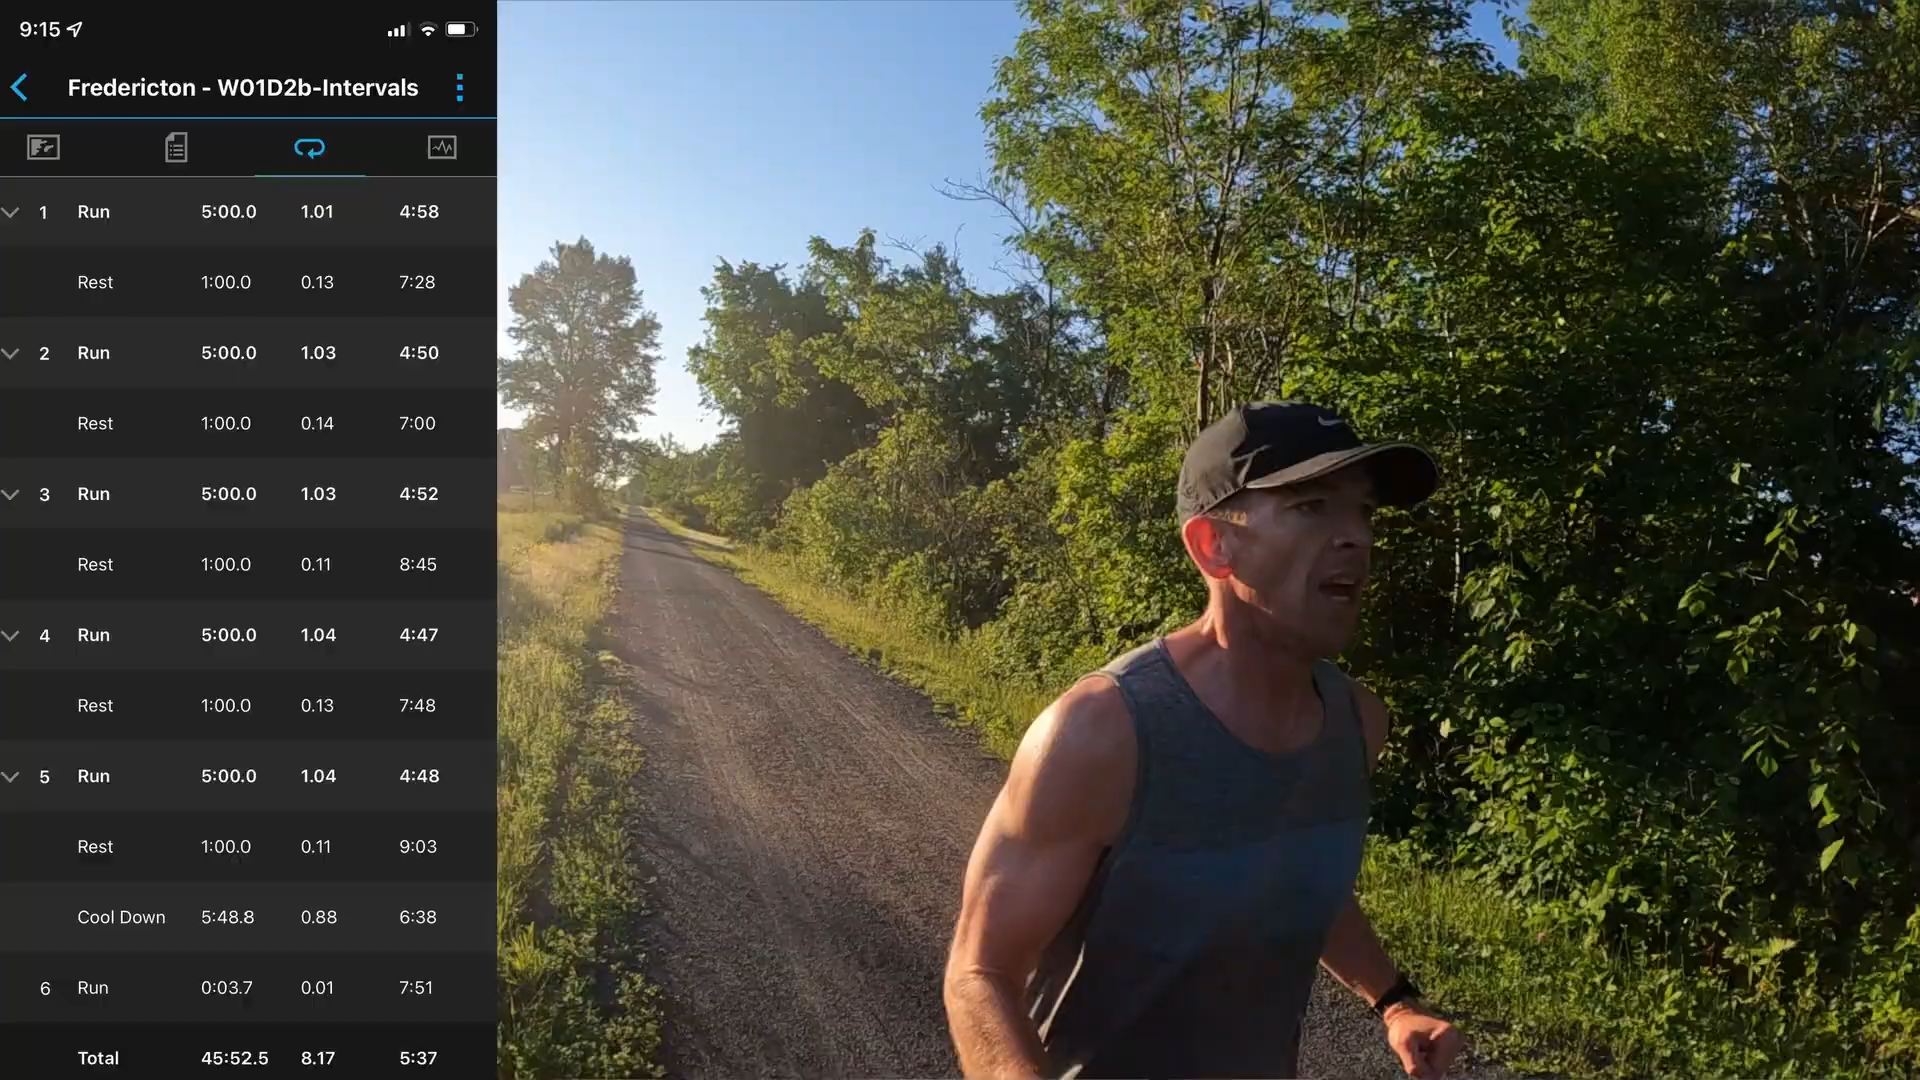 9:15
Fredericton - W01D2b-Intervals
1 Run 5:00.0 1.01 4:58
Rest 1:00.0 0.13 7:28
2 Run 5:00.0 1.03 4:50
Rest 1:00.0 0.14 7:00
3 Run 5:00.0 1.03 4:52
Rest 1:00.0 0.11 8:45
4 Run 5:00.0 1.04 4:47
Rest 1:00.0 0.13 7:48
5 Run 5:00.0 1.04 4:48
Rest 1:00.0 0.11 9:03
Cool Down 5:48.8 0.88 6:38
6 Run 0:03.7 0.01 7:51
Total 45:52.5 8.17 5:37